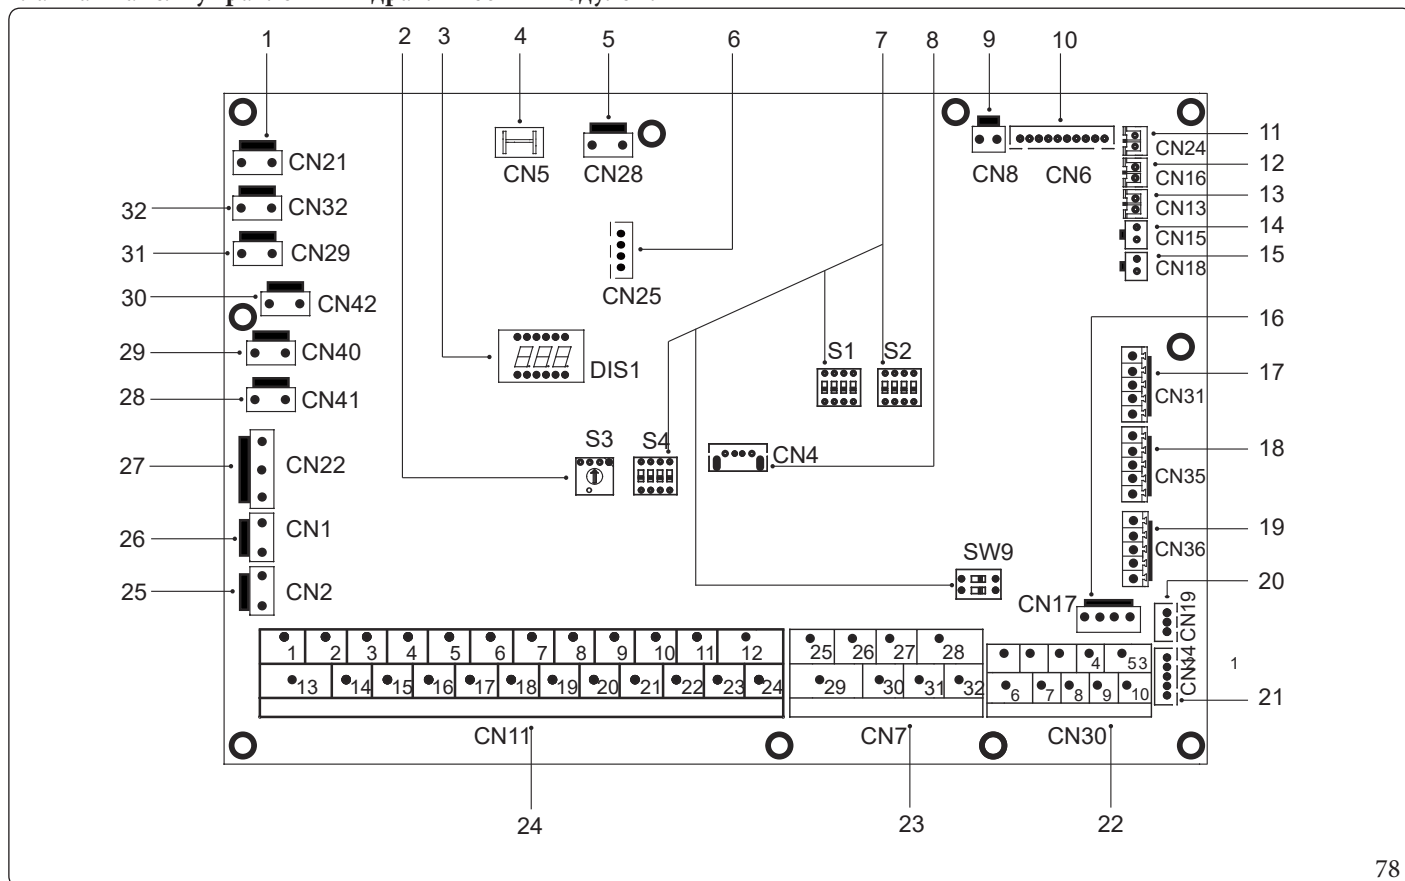 1 2 3 4 5 6 7 8 9 10
CN21 CN5 CN28 CN8 CN6 CN24 11
CN16 12
32 CN32 CN13 13
31 CN29 CN15 14
CN25 CN18 15
30 CN42
16
29 CN40 DIS1 S1 S2
28 CN41 CN31 17
27 CN22 S3 S4 CN4 CN35 18
26 CN1 CN36 19
SW9
25 CN2 CN17 CN19 20
1 2 3 4 5 6 7 8 9 10 11 12 25 26 27 28 4 53 CN14 1
13 14 15 16 17 18 19 20 21 22 23 24 29 30 31 32 6 7 8 9 10 21
CN11 CN7 CN30
24 23 22
78